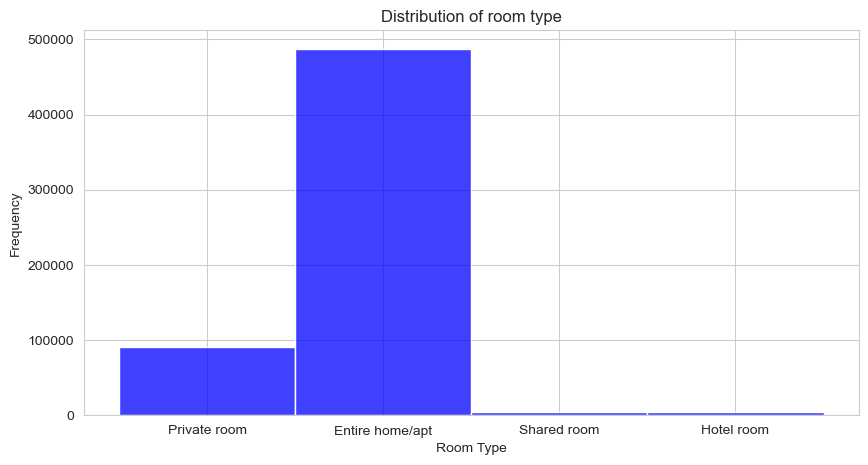 Distribution of room type
500000
400000
300000
200000
100000
0
Frequency
Private room
Entire home/apt
Shared room
Hotel room
Room Type